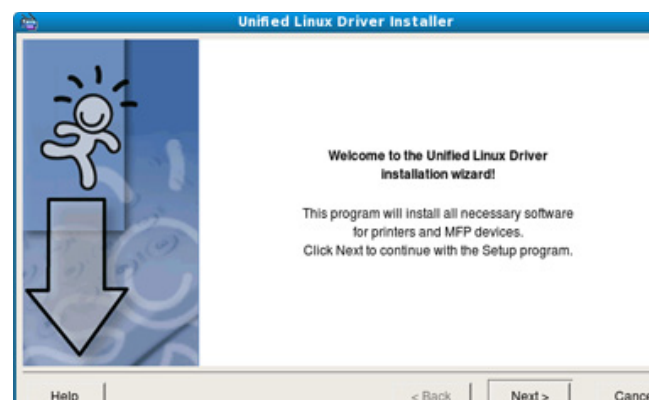 Unified Linux Driver Installer
Welcome to the Unified Linux Driver
installation wizard!
This program will install all necessary software
for printers and MFP devices.
Click Next to continue with the Setup program.
Help
< Back
Next >
Cance